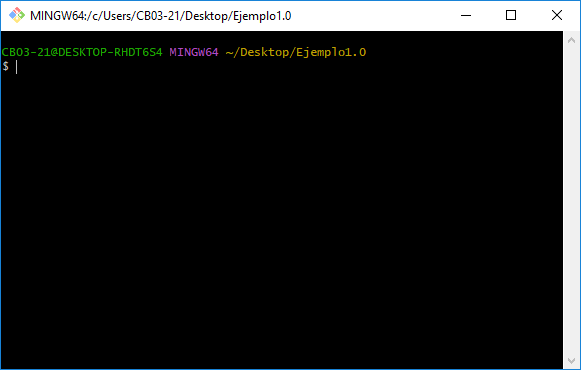 MINGW64:/c/Users/CB03-21/Desktop/Ejemplo1.0
CB03-21@DESKTOP-RHDT6S4 MINGW64 ~/Desktop/Ejemplo1.0
$